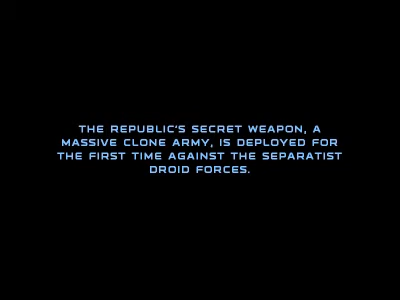 THE REPUBLIC'S SECRET WEAPON, A
MASSIVE CLONE ARMY, IS DEPLOYED FOR
THE FIRST TIME AGAINST THE SEPARATIST
DROID FORCES.